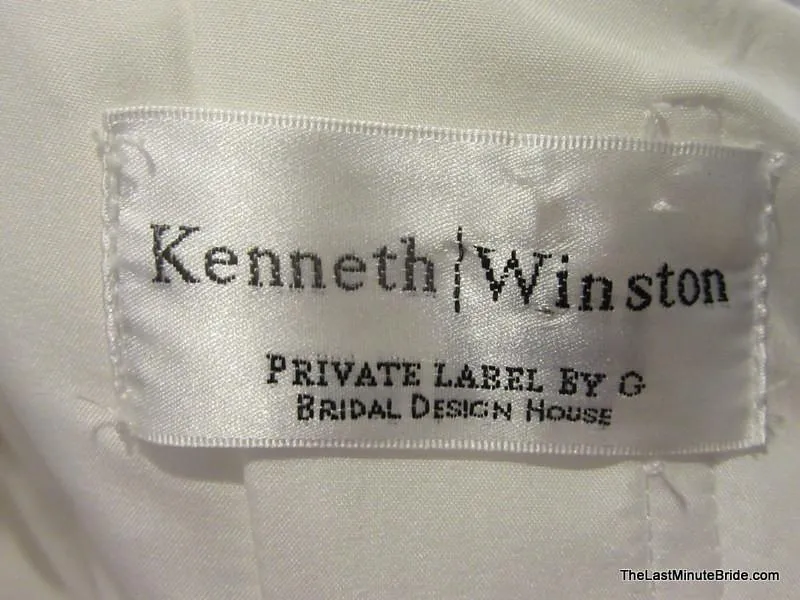 Kenneth | Winston
PRIVATE LABEL BY G
BRIDAL DESIGN HOUSE
TheLastMinuteBride.com